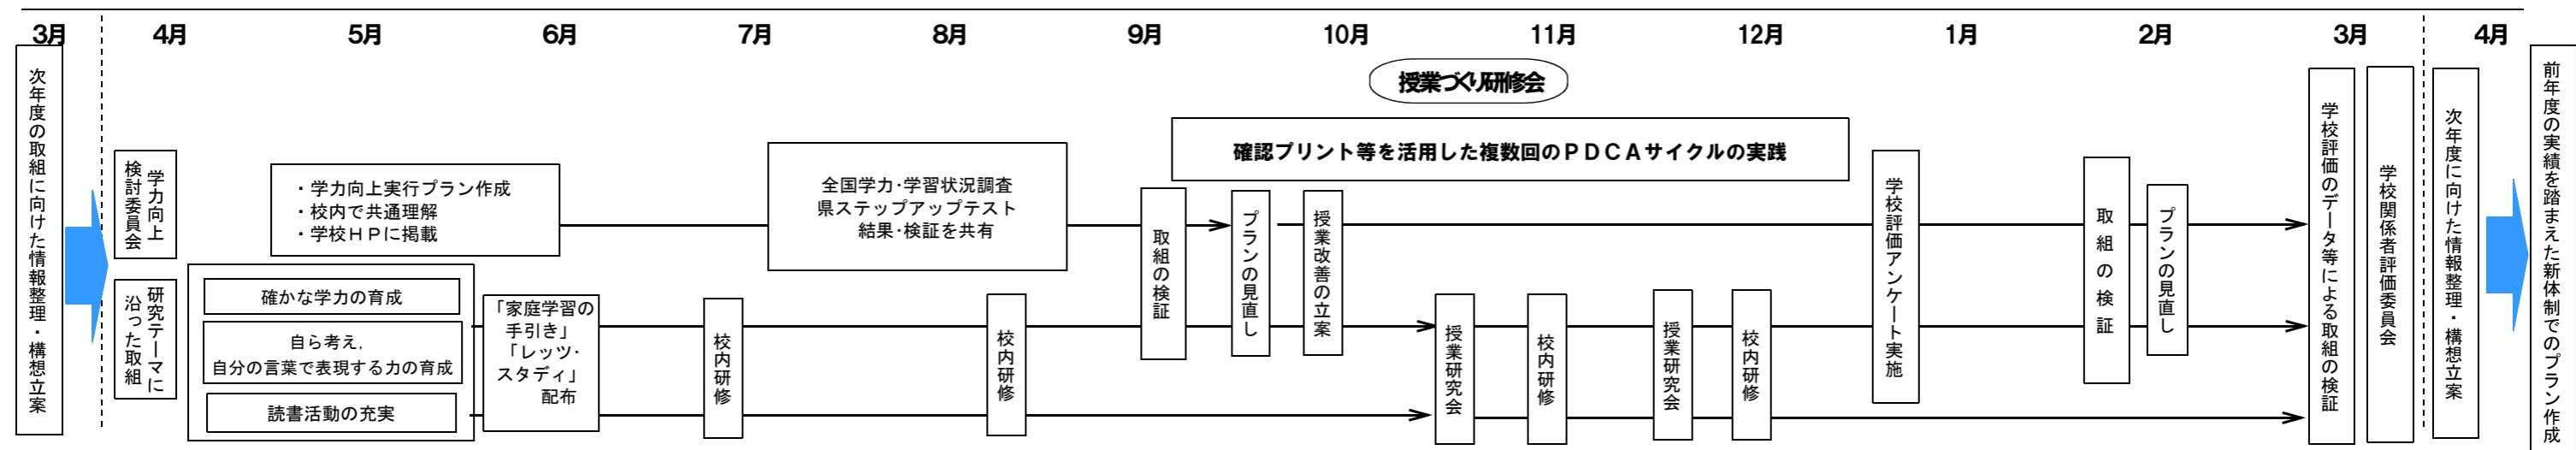 3月
4月
5月
6月
7月
8月
9月
10月
11月
12月
1月
2月
3月
4月
次年度の取組に向けた情報整理・構想立案
学力向上
検討委員会
研究テーマに
沿った取組
・学力向上実行プラン作成
・校内で共通理解
・学校ＨＰに掲載
確かな学力の育成
自ら考え,
自分の言葉で表現する力の育成
読書活動の充実
「家庭学習の
手引き」
「レッツ・
スタディ」
配布
校内研修
全国学力・学習状況調査
県ステップアップテスト
結果・検証を共有
校内研修
取組の検証
プランの見直し
授業改善の立案
授業づくり研修会
確認プリント等を活用した複数回のＰＤＣＡサイクルの実践
授業研究会
校内研修
授業研究会
校内研修
学校評価アンケート実施
取組の検証
プランの見直し
学校評価のデータ等による取組の検証
学校関係者評価委員会
次年度に向けた情報整理・構想立案
前年度の実績を踏まえた新体制でのプラン作成